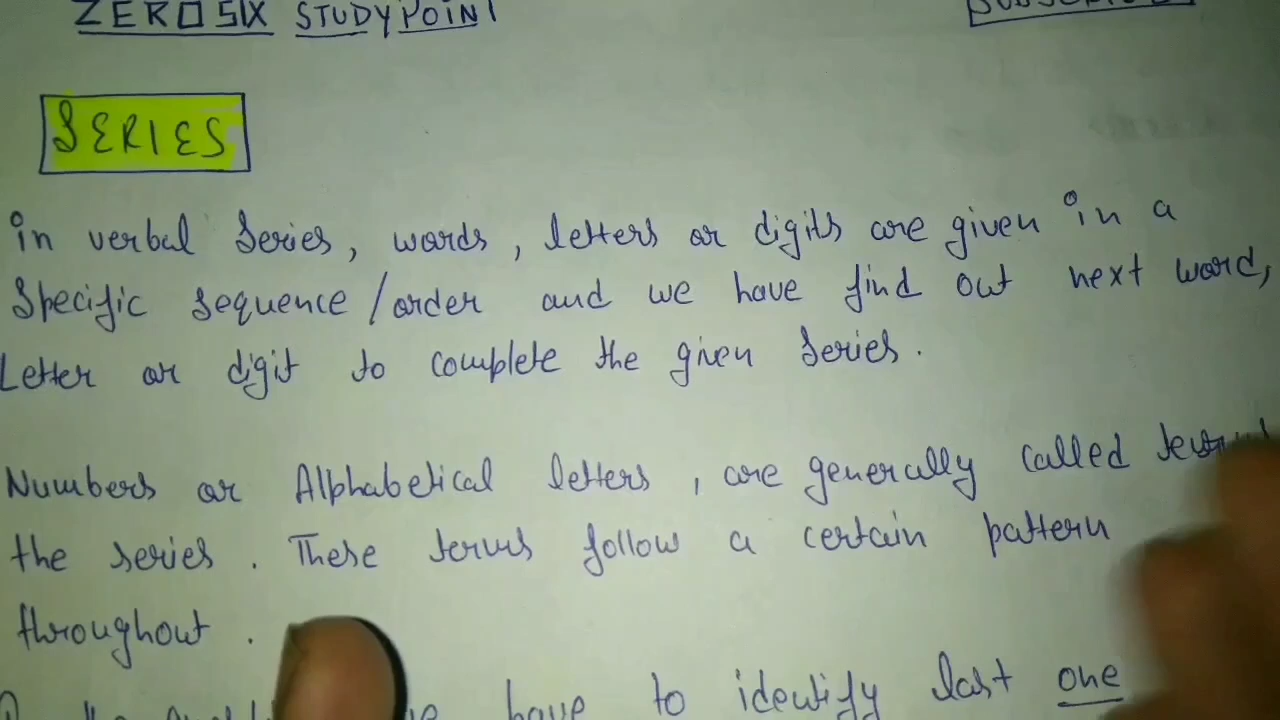 ZERO SIX STUDY POINT
SERIES
in verbal series, words, letters or digits are given in a
specific sequence/order and we have find out next word,
Letter or digit to complete the given series.
Numbers or Alphabetical letters, are generally called
the series. These terms follow a certain pattern
throughout.
have to identify last one